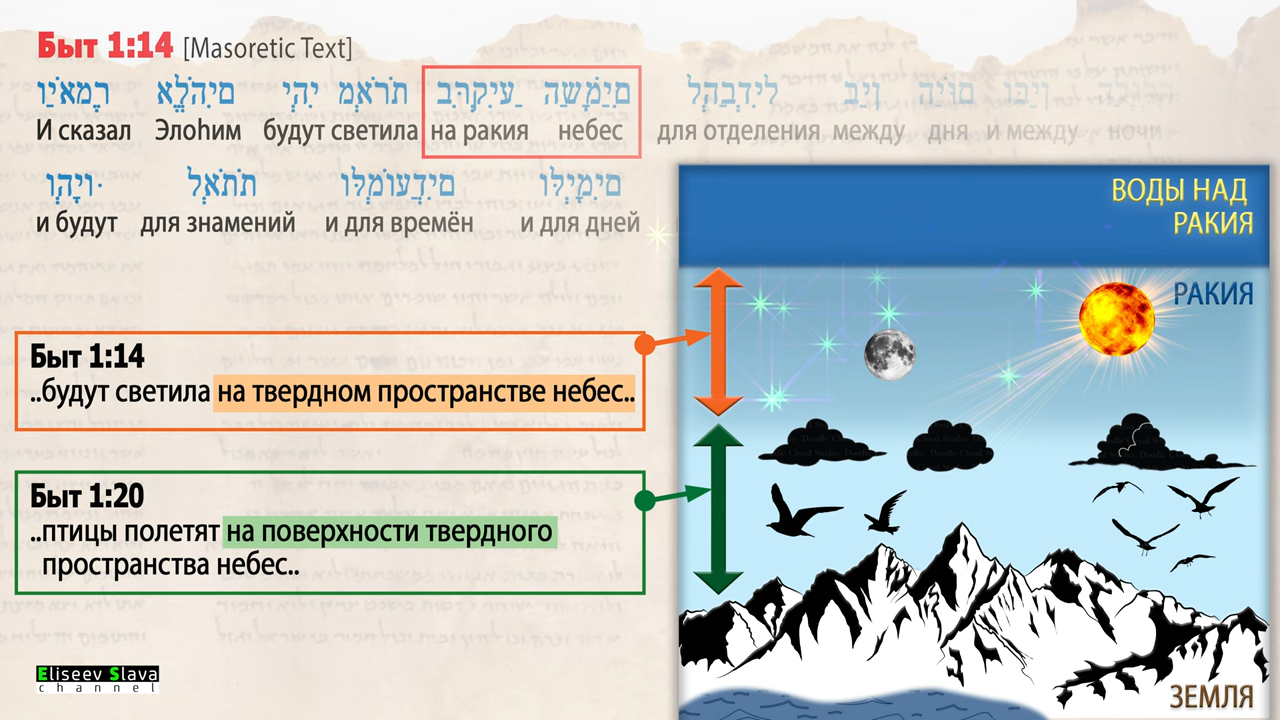 Быт 1:14 [Masoretic Text]
וַיֹּאמֶר אֱלֹהִים יְהִי מְאֹרֹת בִּרְקִיעַ הַשָּׁמַיִם לְהַבְדִּיל בֵּין הַיּוֹם וּבֵין
И сказал Элоhим будут светила на ракия небес для отделения между дня и между ночи
וְהָיוּ לְאֹתֹת וּלְמוֹעֲדִים וּלְיָמִים
и будут для знамений и для времён и для дней
ВОДЫ НАД
РАКИЯ
РАКИЯ
Быт 1:14
..будут светила на твердном пространстве небес..
Быт 1:20
..птицы полетят на поверхности твердного
пространства небес..
ЗЕМЛЯ
Eliseev Slava
channel